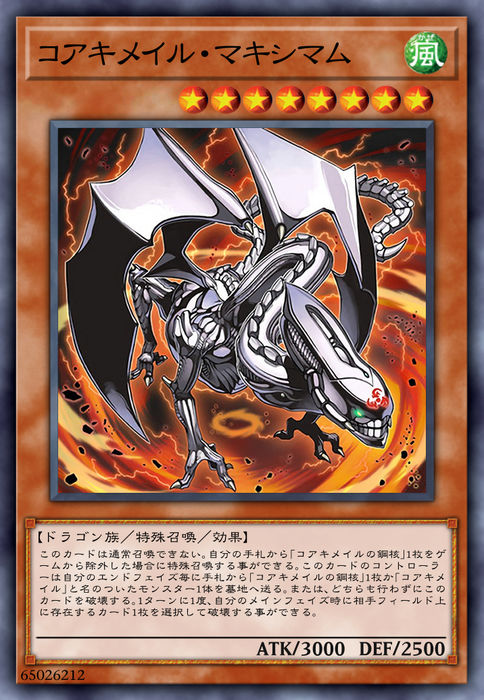 コアキメイル・マキシマム
風
かぜ
【ドラゴン族／特殊召喚／効果】
このカードは通常召喚できない。自分の手札から「コアキメイルの鋼核」1枚をゲ
ームから除外した場合に特殊召喚する事ができる。このカードのコントローラ
ーは自分のエンドフェイズ毎に手札から「コアキメイルの鋼核」1枚か「コアキメ
イル」と名のついたモンスター1体を墓地へ送る。または、どちらも行わずにこの
カードを破壊する。1ターンに1度、自分のメインフェイズ時に相手フィールド上
に存在するカード1枚を選択して破壊する事ができる。
ATK/3000 DEF/2500
65026212